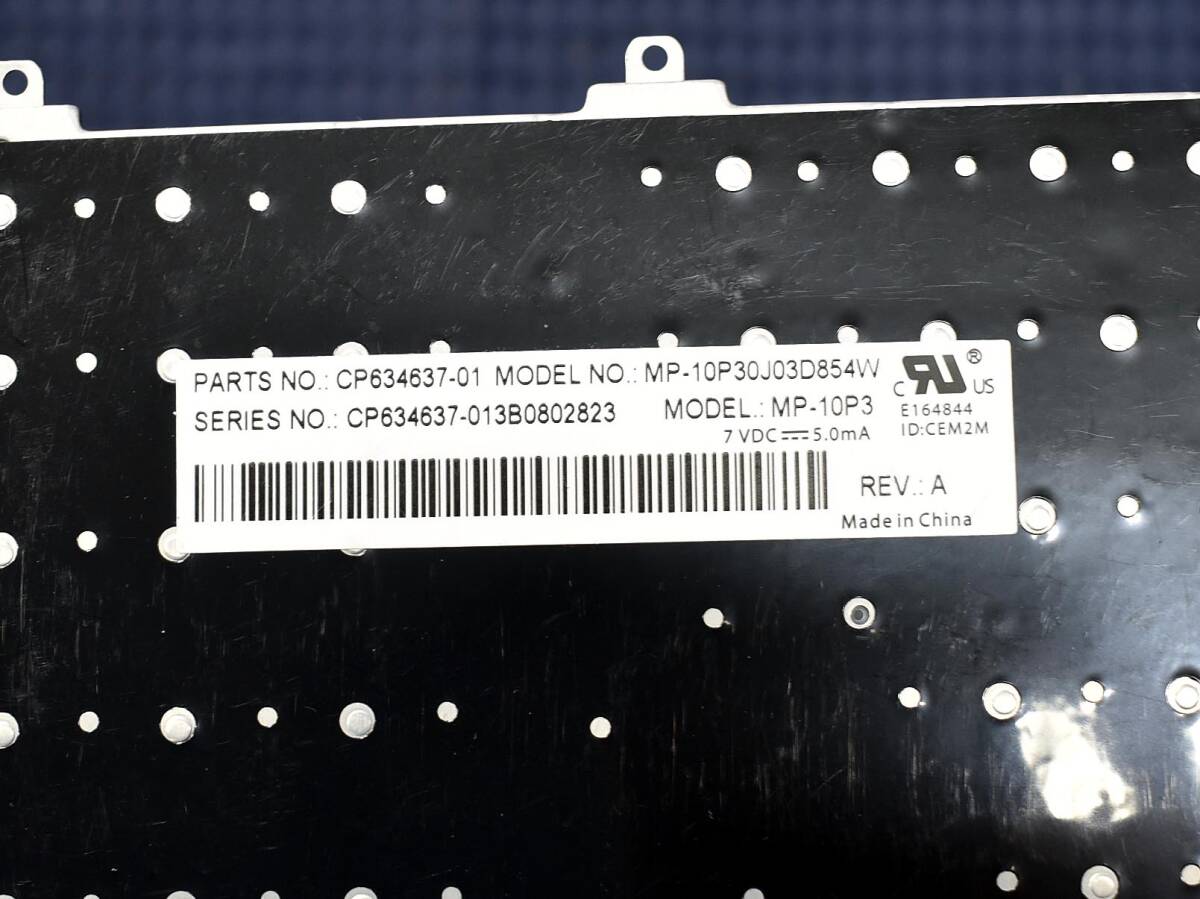 PARTS NO.: CP634637-01 MODEL NO.: MP-10P30J03D854W
SERIES NO.: CP634637-013B0802823 MODEL.: MP-10P3
7 VDC⎓5.0mA
C RU ® US
E164844
ID:CEM2M
REV.: A
Made in China